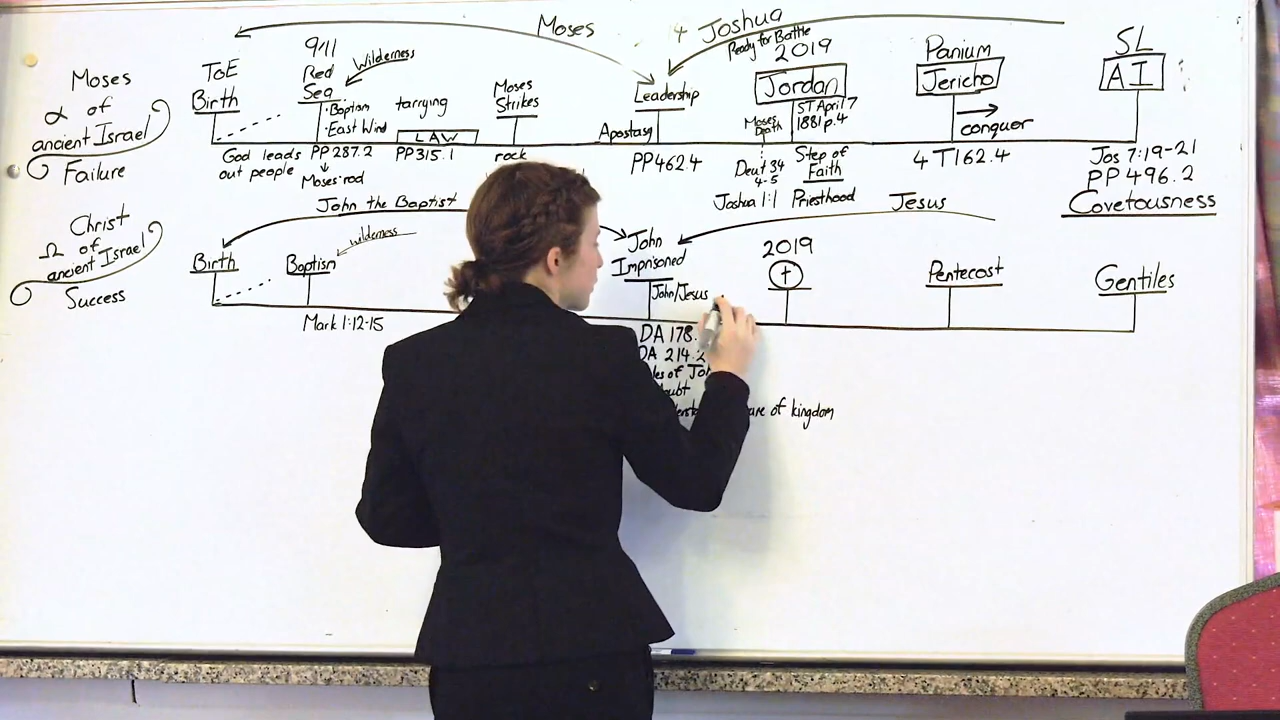 Moses + Joshua
Ready for Battle
Moses
α of
ancient Israel
Failure
ToE
Birth
God leads
out people
9/11
Red
Sea
Wilderness
· Baptism
· East Wind
PP 287.2
Moses' rod
tarrying
LAW
PP 315.1
Moses
Strikes
rock
Leadership
Apostasy
PP 462.4
2019
Jordan
ST April 7
1881 p.4
Moses
Death
Deut 34
4-5
Joshua 1:1
Step of
Faith
Priesthood
Panium
Jericho
conquer
4T 162.4
SL
AI
Jos 7:19-21
PP 496.2
Covetousness
Christ
Ω of
ancient Israel
Success
John the Baptist
Jesus
Birth
Baptism
wilderness
Mark 1:12-15
John
Imprisoned
John/Jesus
DA 178.
DA 214.2
of
of kingdom
2019
Pentecost
Gentiles